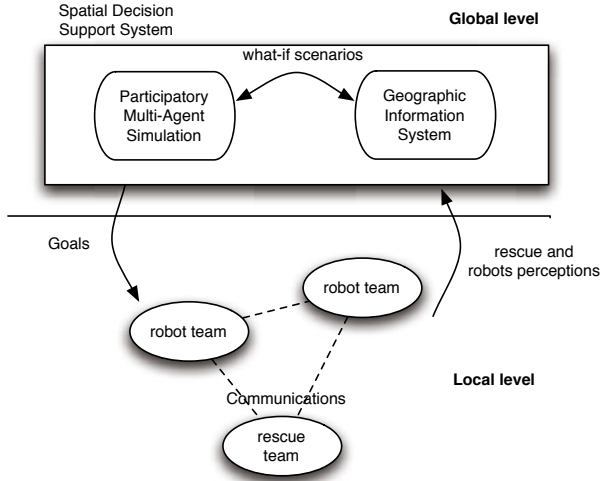 Spatial Decision
Support System
Global level
what-if scenarios
Participatory
Multi-Agent
Simulation
Geographic
Information
System
Goals
rescue and
robots perceptions
robot team
robot team
Local level
Communications
rescue
team